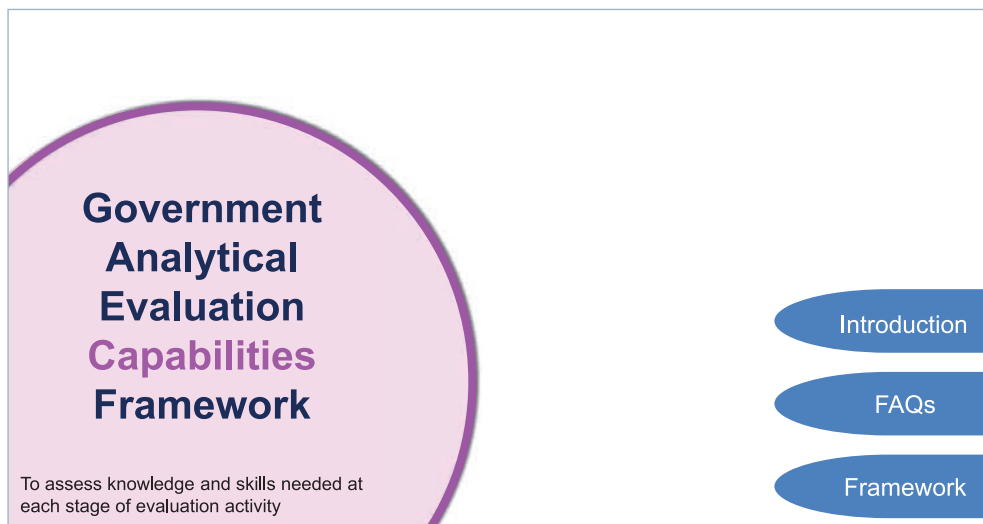 Government
Analytical
Evaluation
Capabilities
Framework
To assess knowledge and skills needed at
each stage of evaluation activity
Introduction
FAQs
Framework